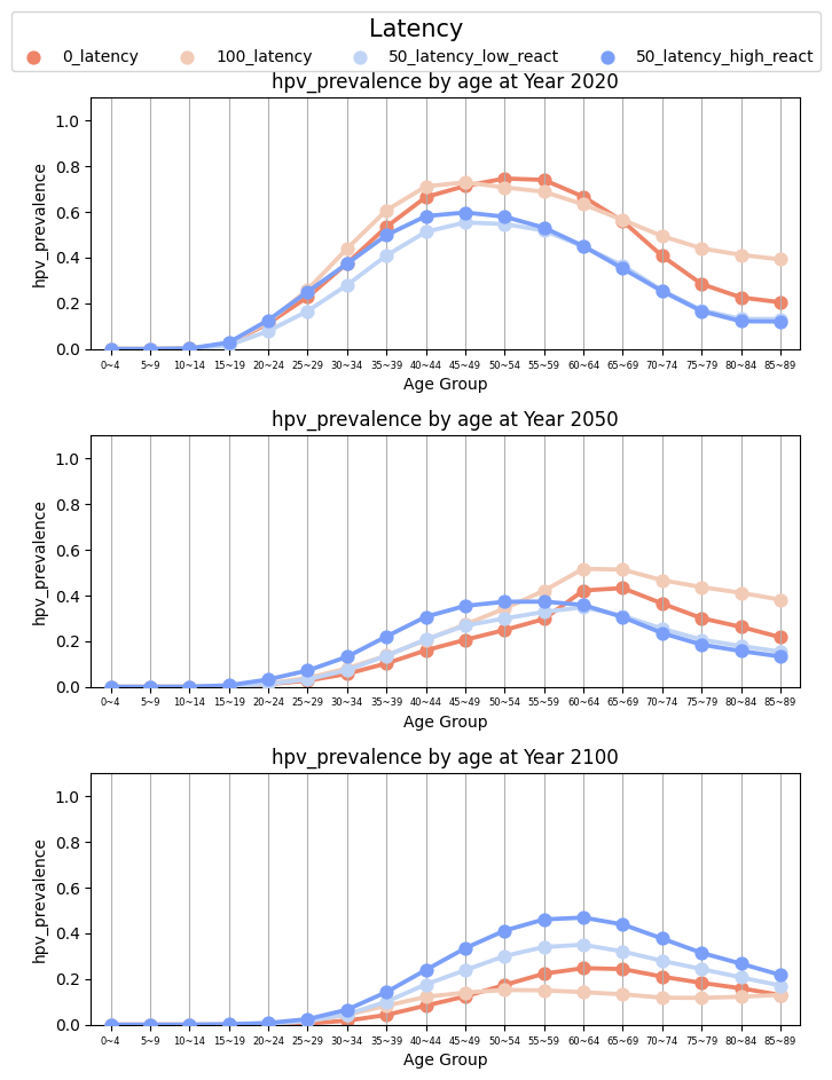 Latency
0_latency 100_latency 50_latency_low_react 50_latency_high_react
hpv_prevalence by age at Year 2020
1.0
0.8
0.6
0.4
0.2
0.0
hpv_prevalence
0~4 5~9 10~14 15~19 20~24 25~29 30~34 35~39 40~44 45~49 50~54 55~59 60~64 65~69 70~74 75~79 80~84 85~89
Age Group
hpv_prevalence by age at Year 2050
1.0
0.8
0.6
0.4
0.2
0.0
hpv_prevalence
0~4 5~9 10~14 15~19 20~24 25~29 30~34 35~39 40~44 45~49 50~54 55~59 60~64 65~69 70~74 75~79 80~84 85~89
Age Group
hpv_prevalence by age at Year 2100
1.0
0.8
0.6
0.4
0.2
0.0
hpv_prevalence
0~4 5~9 10~14 15~19 20~24 25~29 30~34 35~39 40~44 45~49 50~54 55~59 60~64 65~69 70~74 75~79 80~84 85~89
Age Group